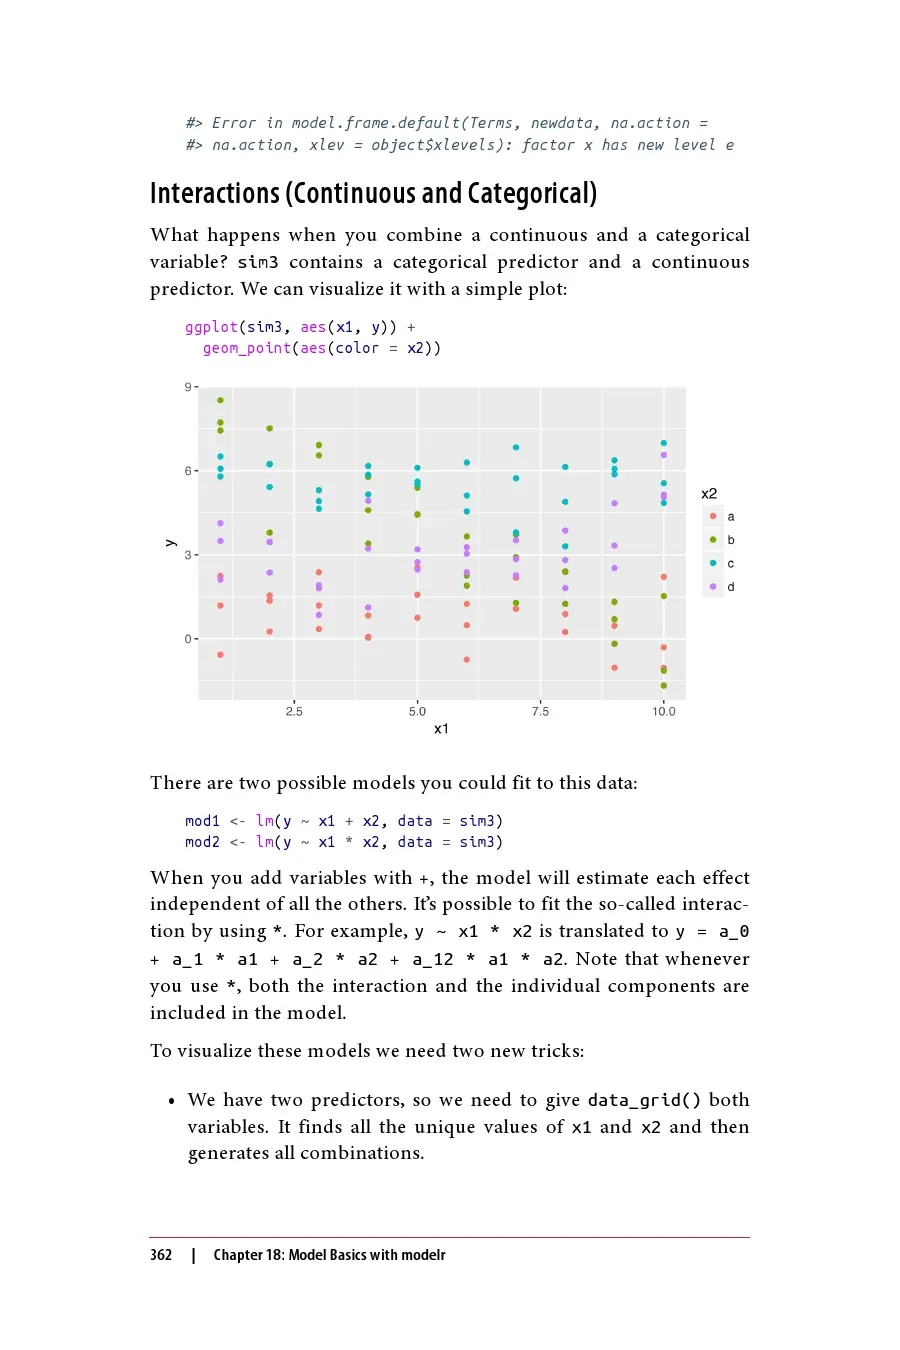 #> Error in model.frame.default(Terms, newdata, na.action =
#> na.action, xlev = object$xlevels): factor x has new level e
Interactions (Continuous and Categorical)
What happens when you combine a continuous and a categorical
variable? sim3 contains a categorical predictor and a continuous
predictor. We can visualize it with a simple plot:
ggplot(sim3, aes(x1, y)) +
  geom_point(aes(color = x2))
9
6
3
0
y
2.5 5.0 7.5 10.0
x1
x2
a
b
c
d
There are two possible models you could fit to this data:
mod1 <- lm(y ~ x1 + x2, data = sim3)
mod2 <- lm(y ~ x1 * x2, data = sim3)
When you add variables with +, the model will estimate each effect
independent of all the others. It's possible to fit the so-called interac-
tion by using *. For example, y ~ x1 * x2 is translated to y = a_0
+ a_1 * a1 + a_2 * a2 + a_12 * a1 * a2. Note that whenever
you use *, both the interaction and the individual components are
included in the model.
To visualize these models we need two new tricks:
• We have two predictors, so we need to give data_grid() both
variables. It finds all the unique values of x1 and x2 and then
generates all combinations.
362 | Chapter 18: Model Basics with modelr